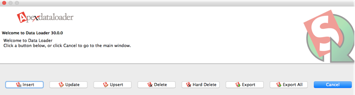 Apexdataloader
Welcome to Data Loader 30.0.0
Welcome to Data Loader
Click a button below, or click Cancel to go to the main window.
Insert
Update
Upsert
Delete
Hard Delete
Export
Export All
Cancel